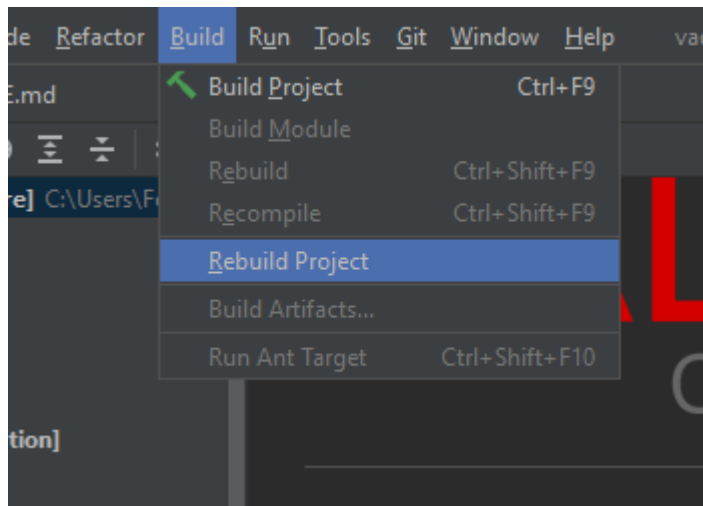 de Refactor Build Run Tools Git Window Help va
E.md
Build Project Ctrl+F9
Build Module
Rebuild Ctrl+Shift+F9
re] C:\Users\F
Recompile Ctrl+Shift+F9
Rebuild Project
Build Artifacts...
Run Ant Target Ctrl+Shift+F10
tion]